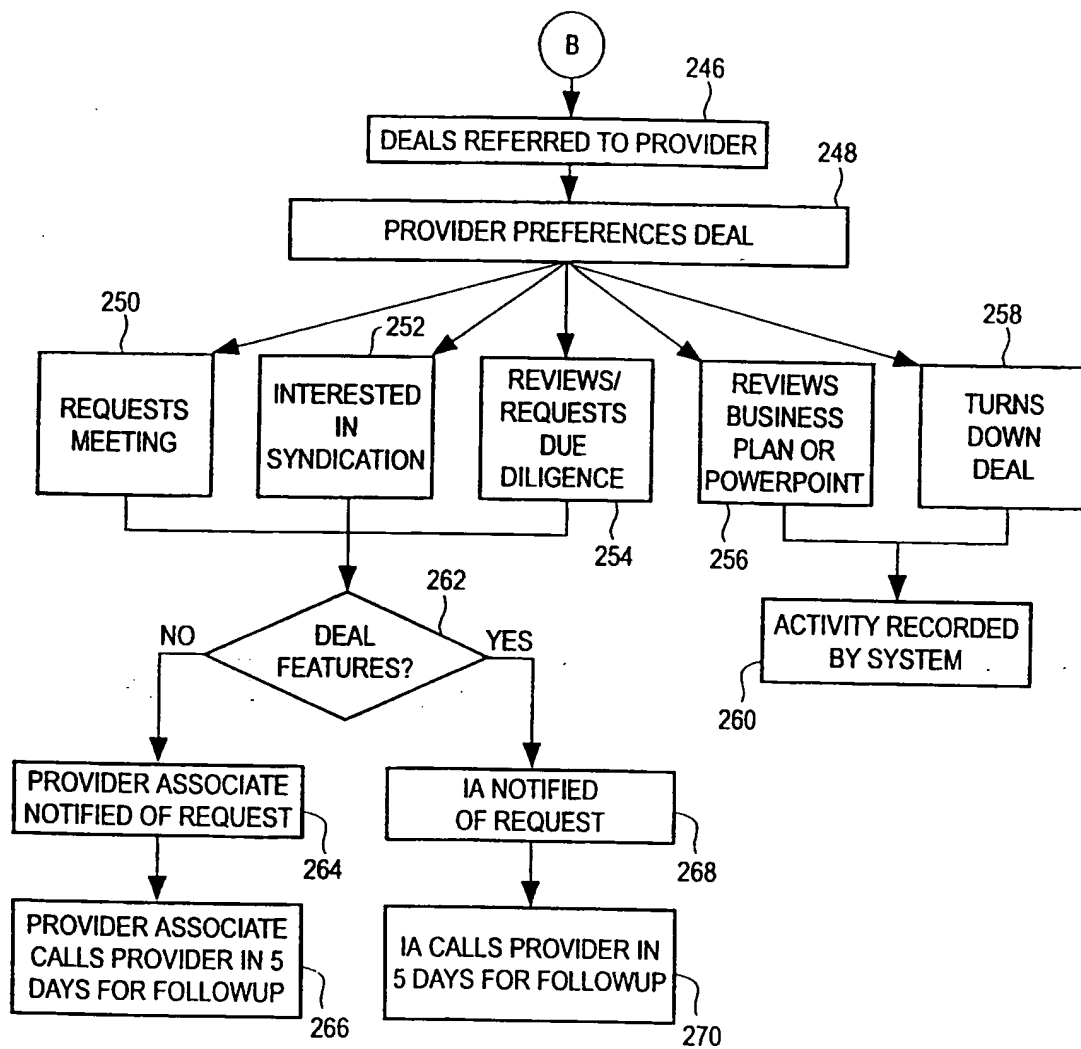 B
246
DEALS REFERRED TO PROVIDER
248
PROVIDER PREFERENCES DEAL
250
252
258
REQUESTS
MEETING
INTERESTED
IN
SYNDICATION
REVIEWS/
REQUESTS
DUE
DILIGENCE
REVIEWS
BUSINESS
PLAN OR
POWERPOINT
TURNS
DOWN
DEAL
254
256
262
NO
DEAL
FEATURES?
YES
ACTIVITY RECORDED
BY SYSTEM
260
PROVIDER ASSOCIATE
NOTIFIED OF REQUEST
264
IA NOTIFIED
OF REQUEST
268
PROVIDER ASSOCIATE
CALLS PROVIDER IN 5
DAYS FOR FOLLOWUP
266
IA CALLS PROVIDER IN
5 DAYS FOR FOLLOWUP
270